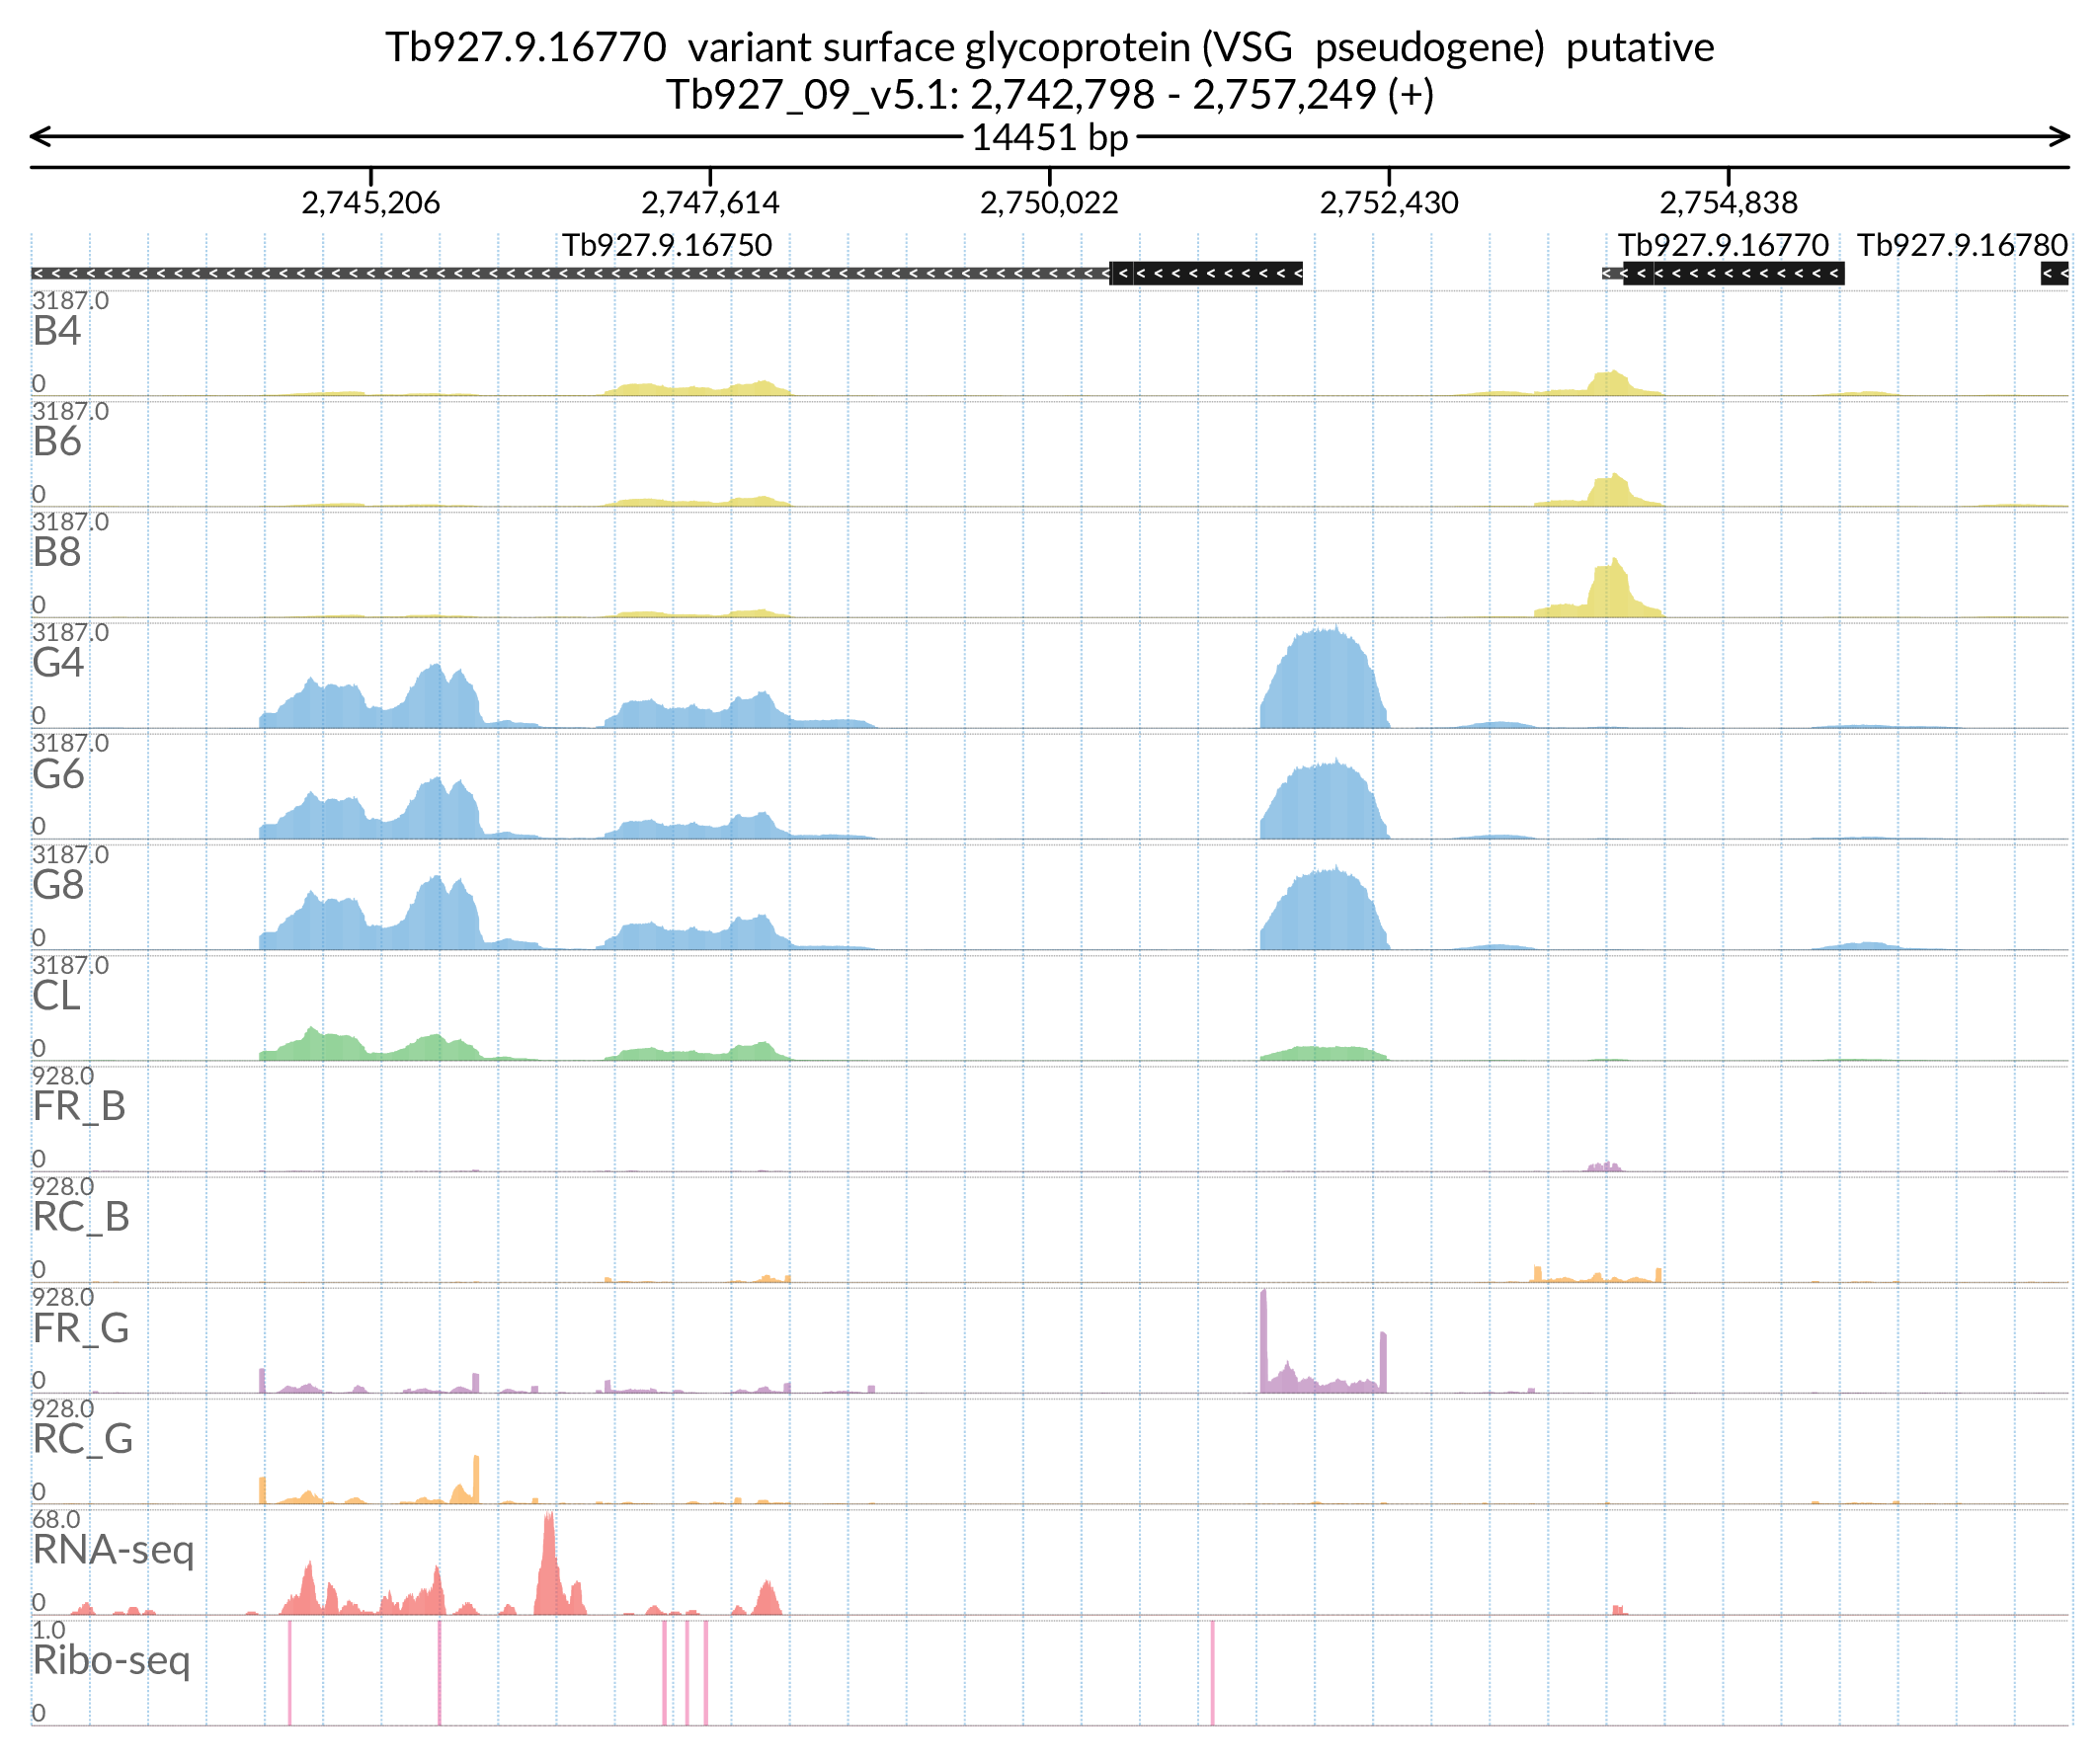 Tb927.9.16770 variant surface glycoprotein (VSG pseudogene) putative
Tb927_09_v5.1: 2,742,798 - 2,757,249 (+)
14451 bp
2,745,206 2,747,614 2,750,022 2,752,430 2,754,838
Tb927.9.16750 Tb927.9.16770 Tb927.9.16780
3187.0
B4
0
3187.0
B6
0
3187.0
B8
0
3187.0
G4
0
3187.0
G6
0
3187.0
G8
0
3187.0
CL
0
928.0
FR_B
0
928.0
RC_B
0
928.0
FR_G
0
928.0
RC_G
0
68.0
RNA-seq
0
1.0
Ribo-seq
0